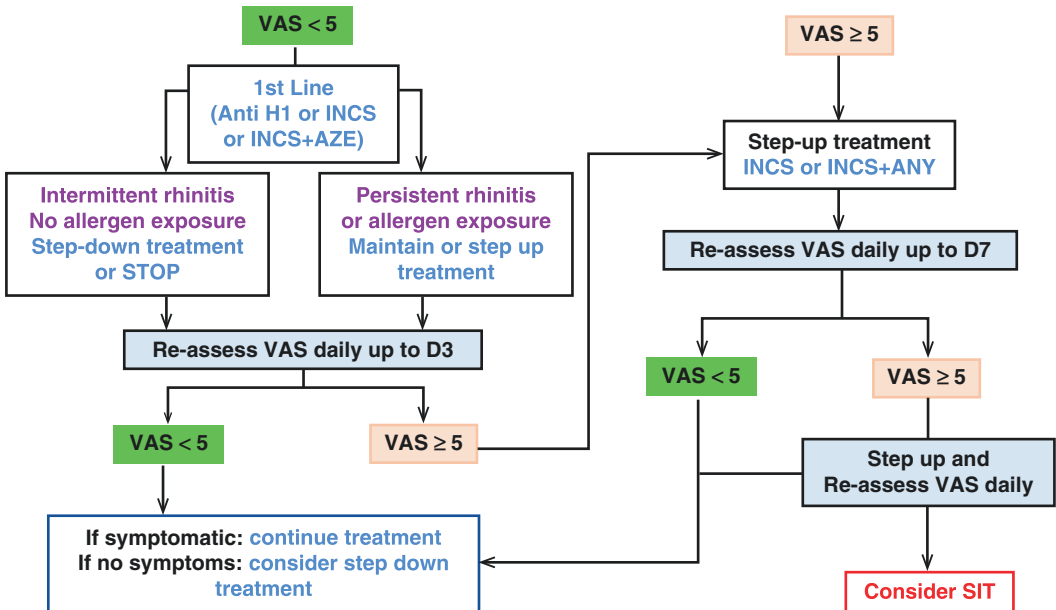 VAS < 5
1st Line
(Anti H1 or INCS
or INCS+AZE)
Intermittent rhinitis
No allergen exposure
Step-down treatment
or STOP
Persistent rhinitis
or allergen exposure
Maintain or step up
treatment
Re-assess VAS daily up to D3
VAS < 5
VAS ≥ 5
If symptomatic: continue treatment
If no symptoms: consider step down
treatment
VAS ≥ 5
Step-up treatment
INCS or INCS+ANY
Re-assess VAS daily up to D7
VAS < 5
VAS ≥ 5
Step up and
Re-assess VAS daily
Consider SIT